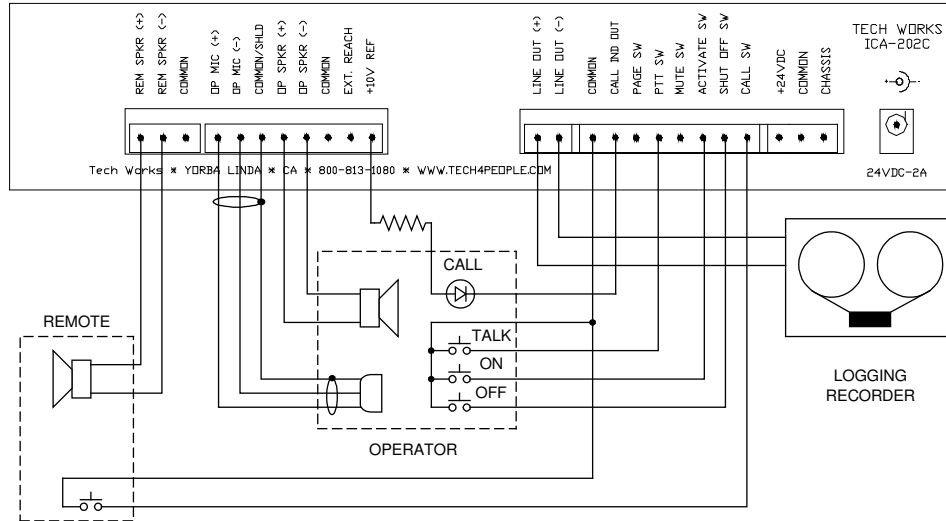 REM SPKR (+)
REM SPKR (-)
COMMON
OP MIC (+)
OP MIC (-)
COMMON/SHLD
OP SPKR (+)
OP SPKR (-)
COMMON
EXT. REACH
+10V REF
LINE OUT (+)
LINE OUT (-)
COMMON
CALL IND OUT
PAGE SW
PTT SW
MUTE SW
ACTIVATE SW
SHUT OFF SW
CALL SW
+24VDC
COMMON
CHASSIS
TECH WORKS
ICA-202C
24VDC-2A
Tech Works * YORBA LINDA * CA * 800-813-1080 * WWW.TECH4PEOPLE.COM
CALL
REMOTE
TALK
ON
OFF
OPERATOR
LOGGING
RECORDER